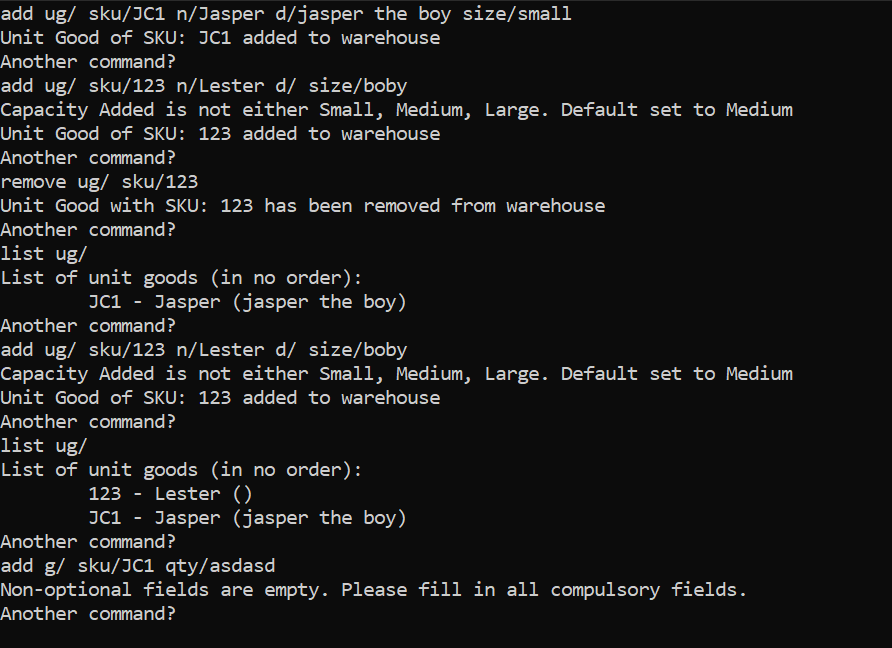 add ug/ sku/JC1 n/Jasper d/jasper the boy size/small
Unit Good of SKU: JC1 added to warehouse
Another command?
add ug/ sku/123 n/Lester d/ size/boby
Capacity Added is not either Small, Medium, Large. Default set to Medium
Unit Good of SKU: 123 added to warehouse
Another command?
remove ug/ sku/123
Unit Good with SKU: 123 has been removed from warehouse
Another command?
list ug/
List of unit goods (in no order):
        JC1 - Jasper (jasper the boy)
Another command?
add ug/ sku/123 n/Lester d/ size/boby
Capacity Added is not either Small, Medium, Large. Default set to Medium
Unit Good of SKU: 123 added to warehouse
Another command?
list ug/
List of unit goods (in no order):
        123 - Lester ()
        JC1 - Jasper (jasper the boy)
Another command?
add g/ sku/JC1 qty/asdasd
Non-optional fields are empty. Please fill in all compulsory fields.
Another command?